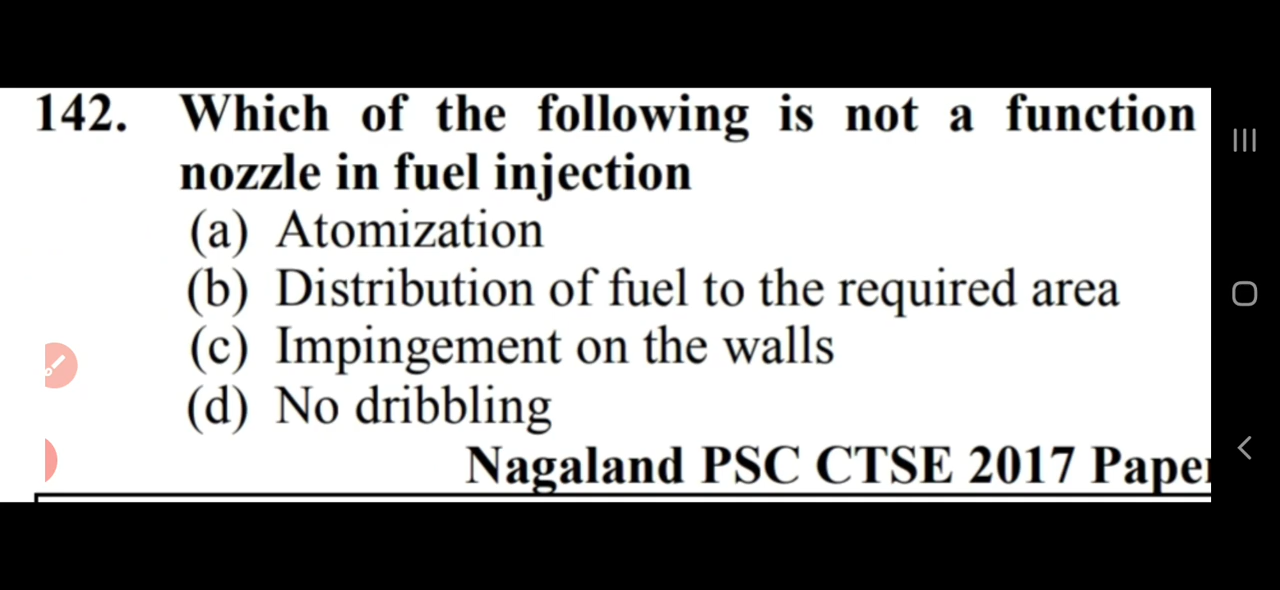 142. Which of the following is not a function
nozzle in fuel injection
(a) Atomization
(b) Distribution of fuel to the required area
(c) Impingement on the walls
(d) No dribbling
Nagaland PSC CTSE 2017